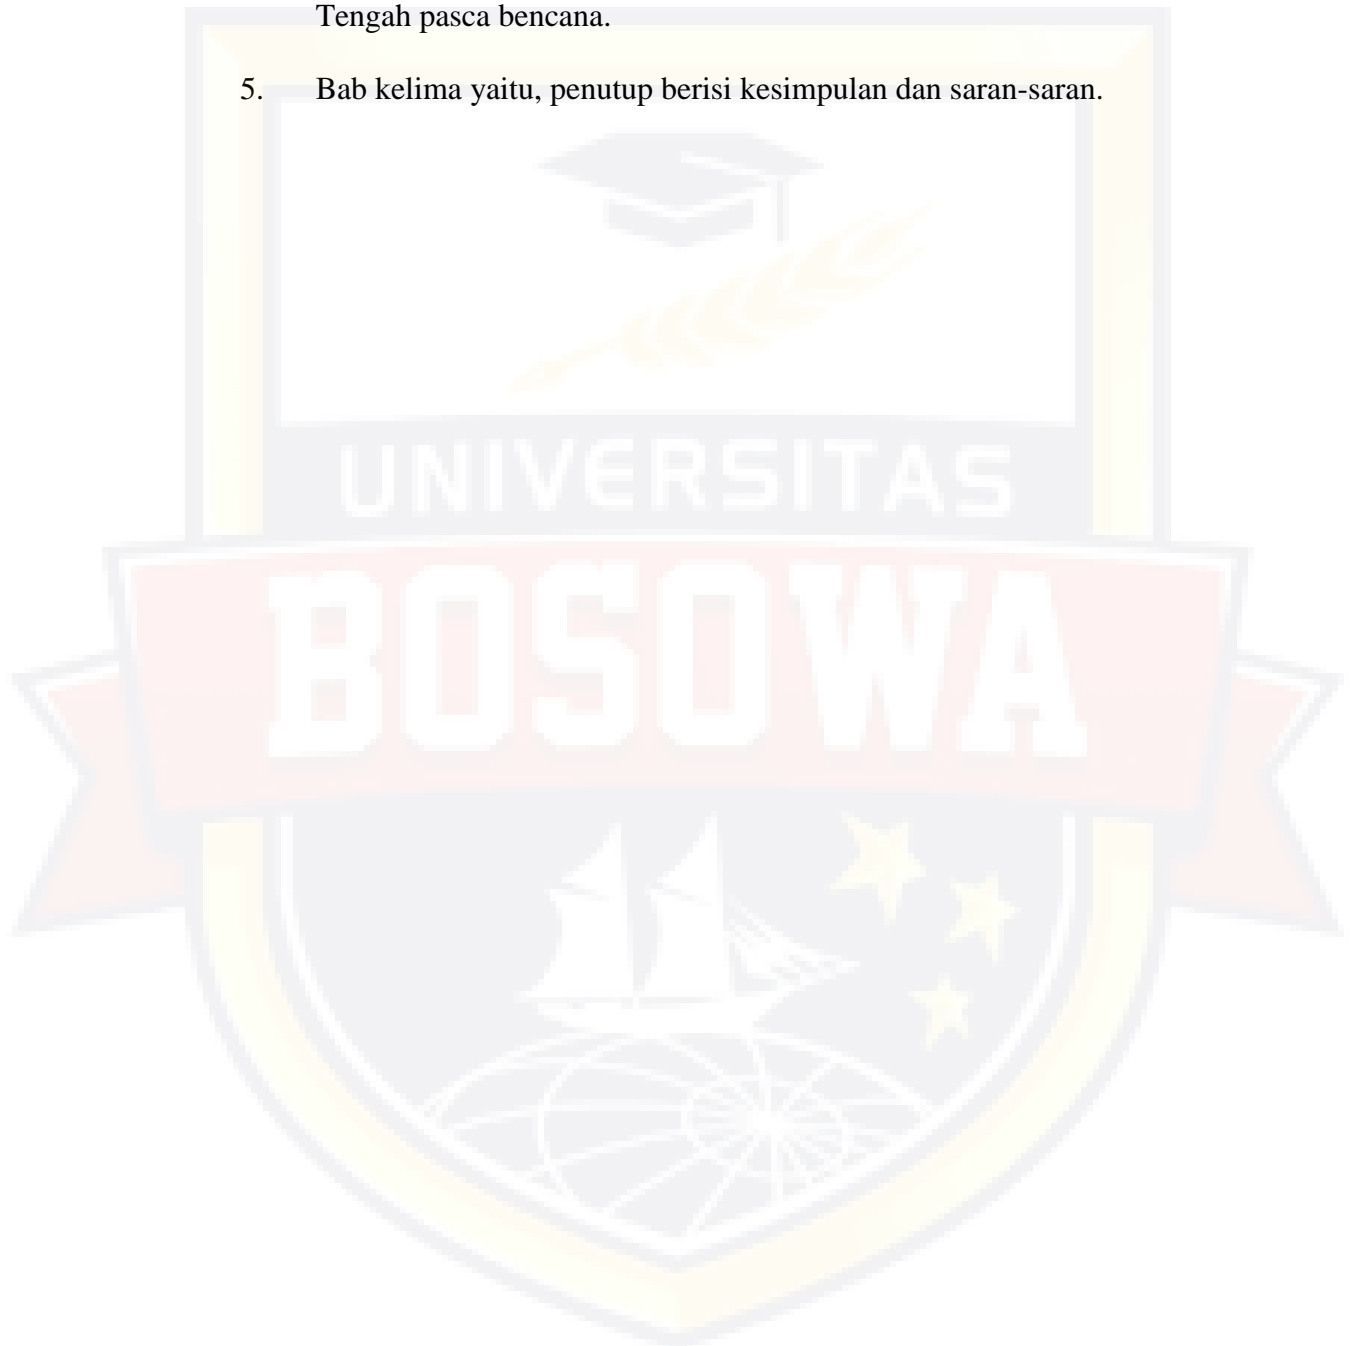 Tengah pasca bencana.
5. Bab kelima yaitu, penutup berisi kesimpulan dan saran-saran.
UNIVERSITAS
BOSOWA